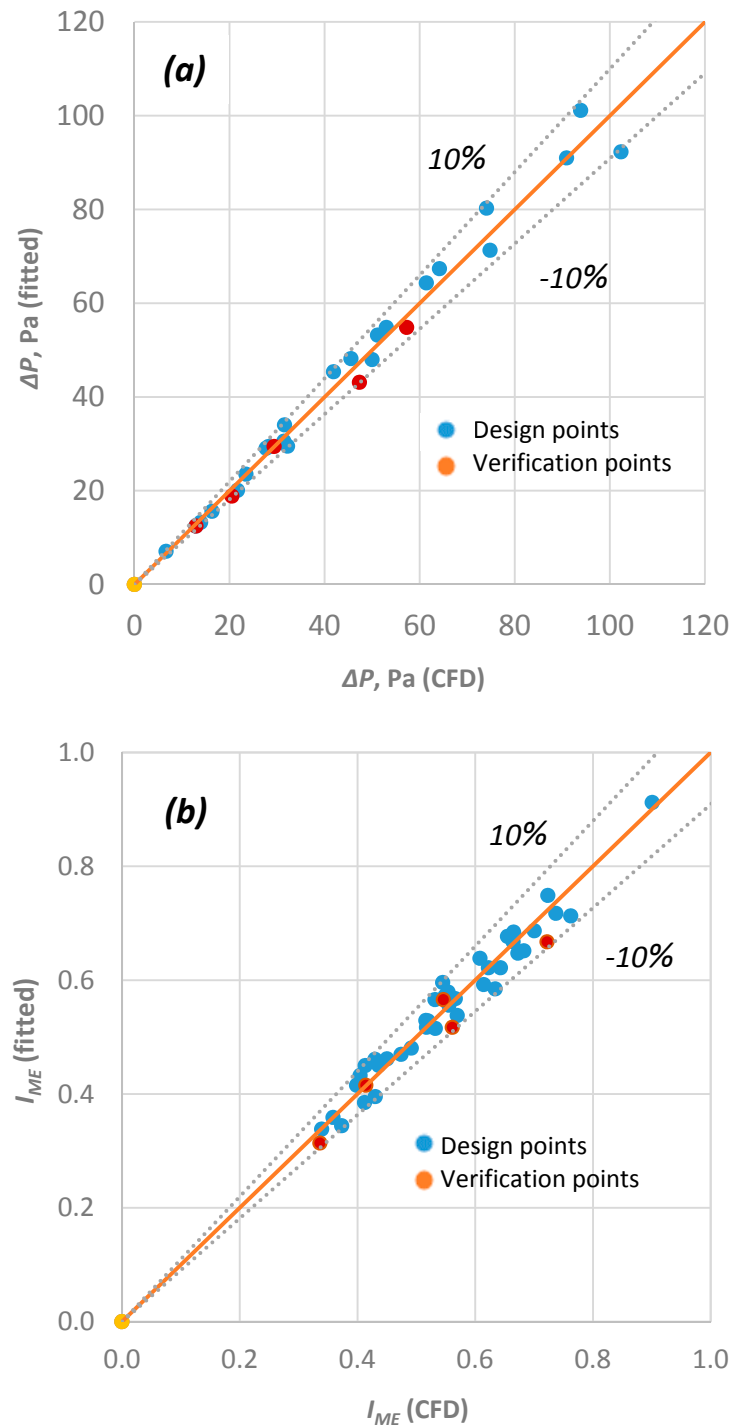 120
(a)
100
10%
80
-10%
60
ΔP, Pa (fitted)
40
Design points
Verification points
20
0
0 20 40 60 80 100 120
ΔP, Pa (CFD)
1.0
(b)
10%
0.8
-10%
0.6
I_ME (fitted)
0.4
Design points
Verification points
0.2
0.0
0.0 0.2 0.4 0.6 0.8 1.0
I_ME (CFD)